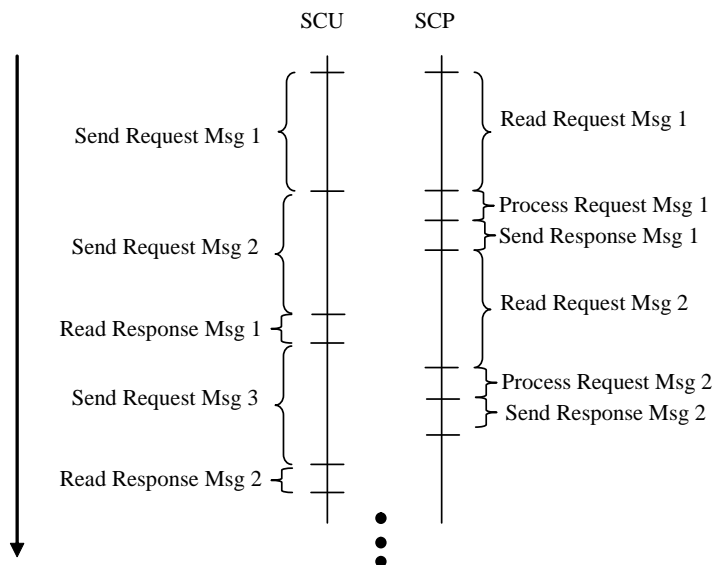 SCU
SCP
Send Request Msg 1
Read Request Msg 1
Process Request Msg 1
Send Response Msg 1
Send Request Msg 2
Read Request Msg 2
Read Response Msg 1
Process Request Msg 2
Send Request Msg 3
Send Response Msg 2
Read Response Msg 2